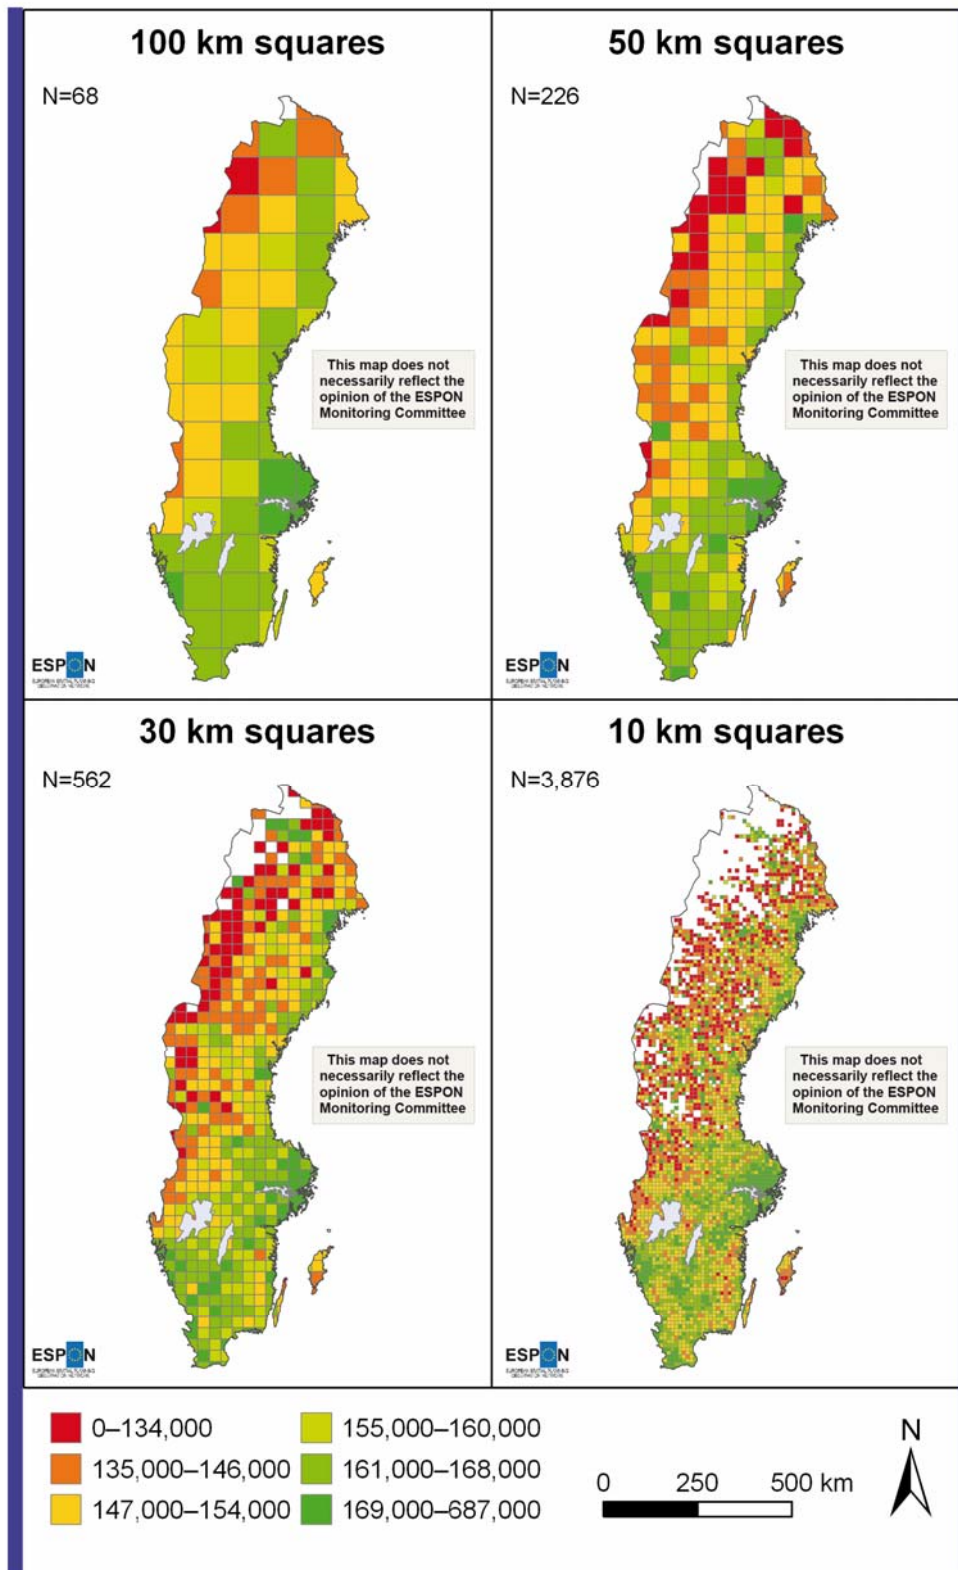 100 km squares
N=68
This map does not
necessarily reflect the
opinion of the ESPON
Monitoring Committee
ESPON
50 km squares
N=226
This map does not
necessarily reflect the
opinion of the ESPON
Monitoring Committee
ESPON
30 km squares
N=562
This map does not
necessarily reflect the
opinion of the ESPON
Monitoring Committee
ESPON
10 km squares
N=3,876
This map does not
necessarily reflect the
opinion of the ESPON
Monitoring Committee
ESPON
0–134,000
135,000–146,000
147,000–154,000
155,000–160,000
161,000–168,000
169,000–687,000
0 250 500 km
N